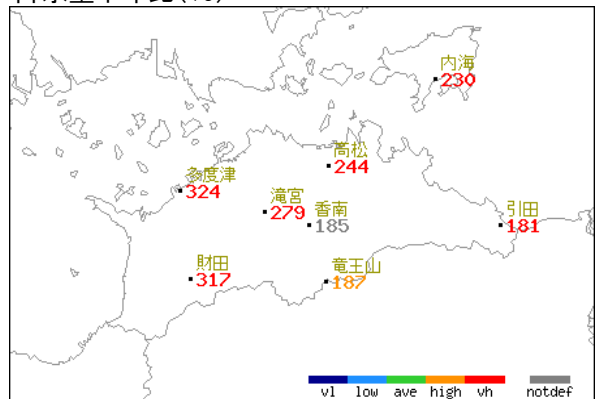 内海
230
高松
244
多度津
324
滝宮
279
香南
185
引田
181
財田
317
竜王山
187
vl low ave high vh notdef